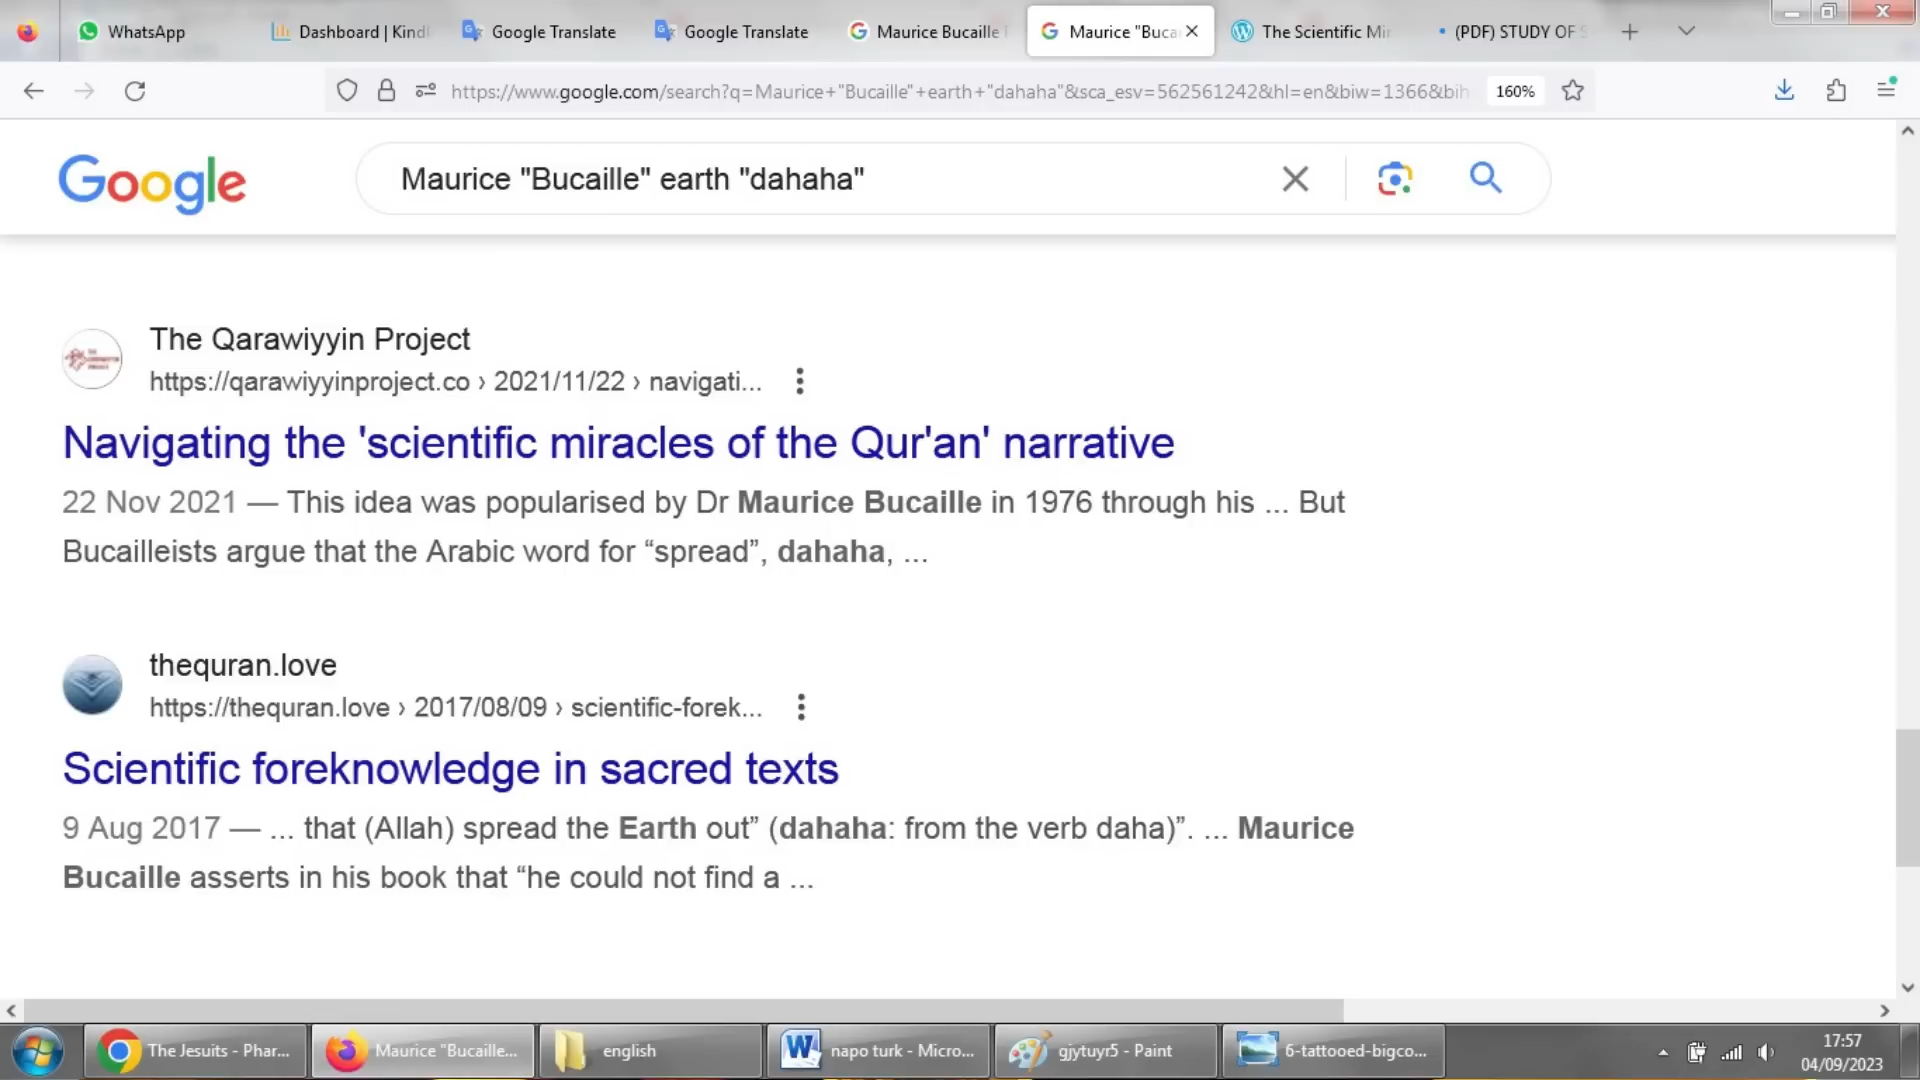 WhatsApp
Dashboard | Kindl
Google Translate
Google Translate
Maurice Bucaille
Maurice "Buca
The Scientific Mir
(PDF) STUDY OF S
https://www.google.com/search?q=Maurice+"Bucaille"+earth+"dahaha"&sca_esv=562561242&hl=en&biw=1366&bih
160%
Google
Maurice "Bucaille" earth "dahaha"
The Qarawiyyin Project
https://qarawiyyinproject.co › 2021/11/22 › navigati...
Navigating the 'scientific miracles of the Qur'an' narrative
22 Nov 2021 — This idea was popularised by Dr Maurice Bucaille in 1976 through his ... But
Bucailleists argue that the Arabic word for “spread”, dahaha, ...
thequran.love
https://thequran.love › 2017/08/09 › scientific-forek...
Scientific foreknowledge in sacred texts
9 Aug 2017 — ... that (Allah) spread the Earth out” (dahaha: from the verb daha)”. ... Maurice
Bucaille asserts in his book that “he could not find a ...
The Jesuits - Phar...
Maurice "Bucaille...
english
napo turk - Micro...
gjytuyr5 - Paint
6-tattooed-bigco...
17:57
04/09/2023